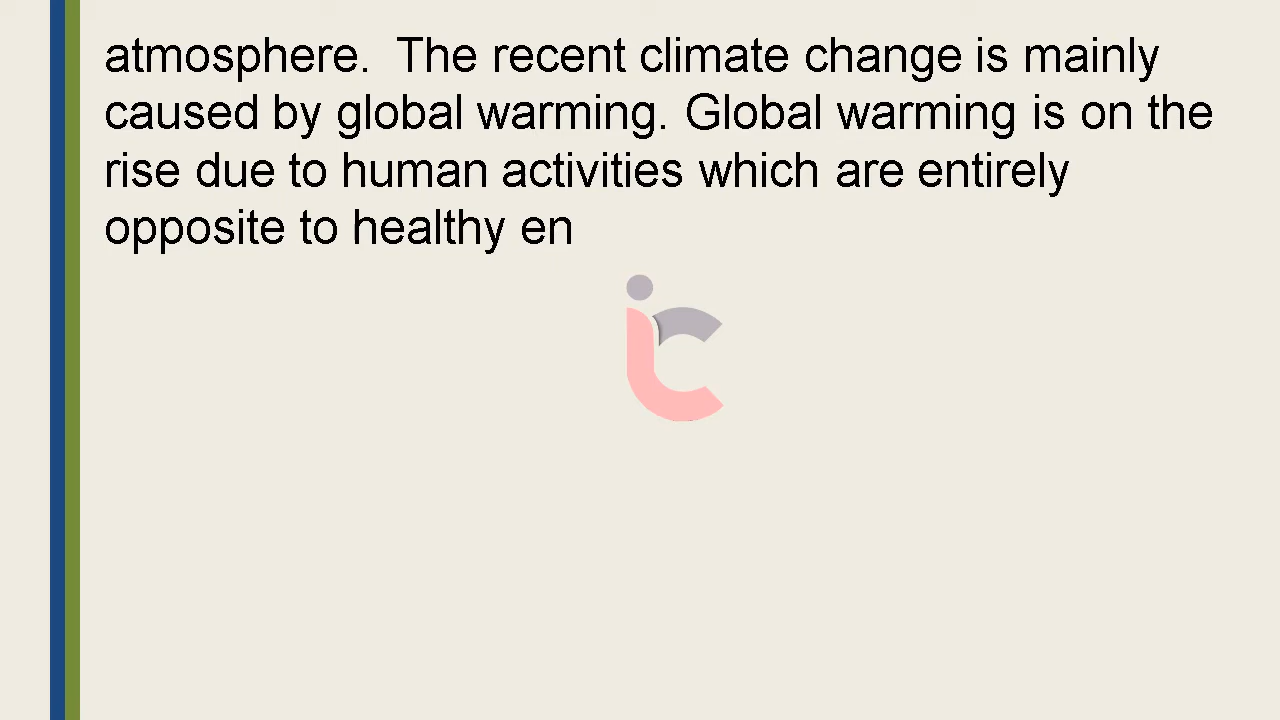 atmosphere.  The recent climate change is mainly
caused by global warming. Global warming is on the
rise due to human activities which are entirely
opposite to healthy en